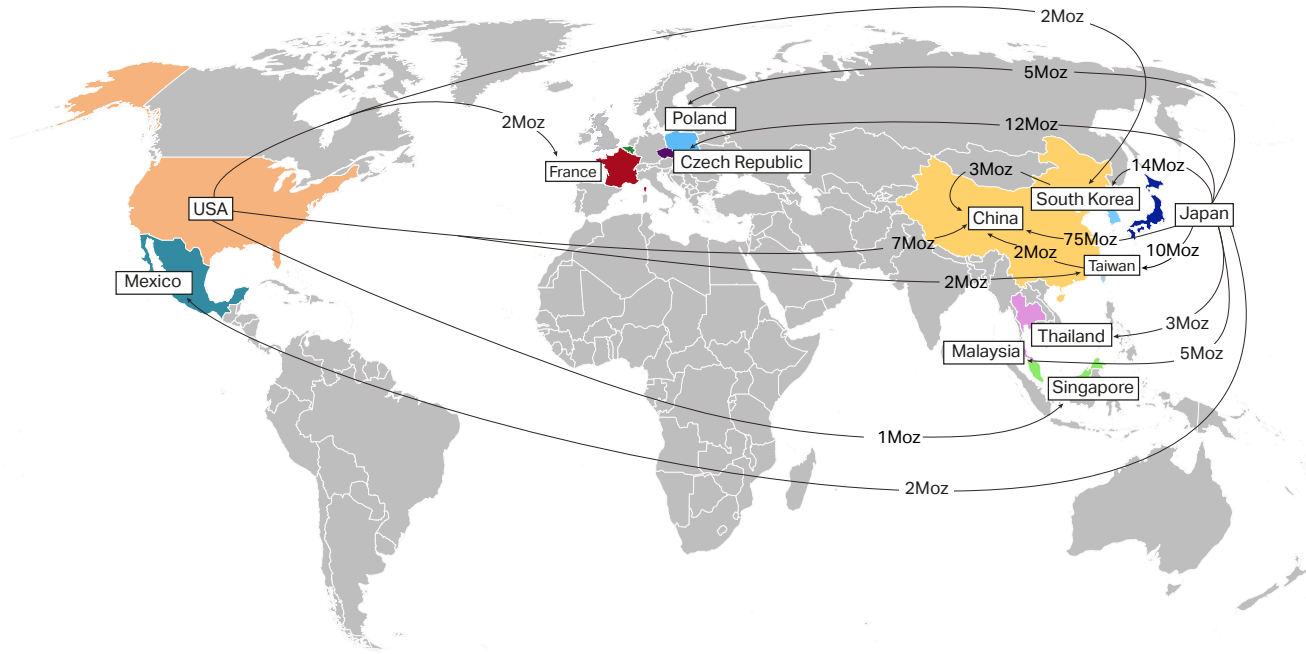 2Moz
5Moz
Poland
2Moz
12Moz
Czech Republic
France
3Moz
14Moz
South Korea
USA
China
Japan
7Moz
75Moz
2Moz
10Moz
Taiwan
Mexico
2Moz
3Moz
Thailand
Malaysia
5Moz
Singapore
1Moz
2Moz